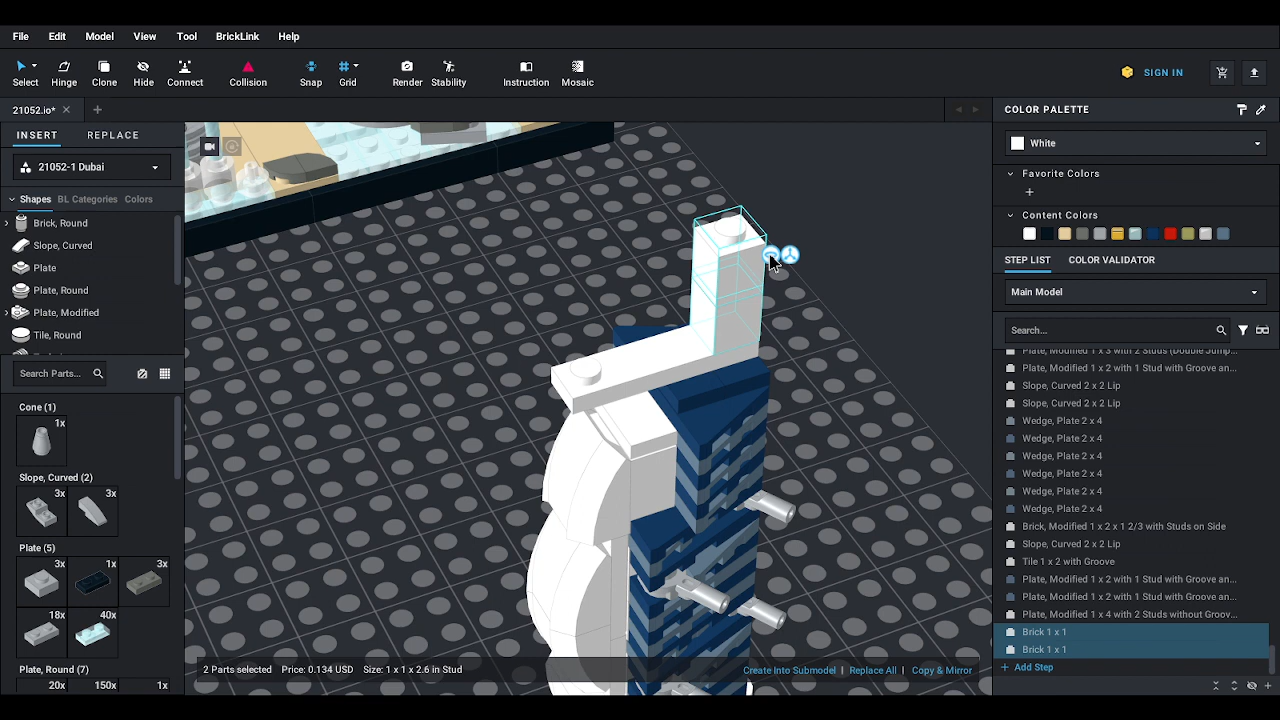 File Edit Model View Tool BrickLink Help
Select Hinge Clone Hide Connect Collision Snap Grid Render Stability Instruction Mosaic SIGN IN
21052.io*
INSERT REPLACE
21052-1 Dubai
Shapes BL Categories Colors
Brick, Round
Slope, Curved
Plate
Plate, Round
Plate, Modified
Tile, Round
Search Parts...
Cone (1)
1x
Slope, Curved (2)
3x 3x
Plate (5)
3x 1x 3x
18x 40x
Plate, Round (7)
20x 150x 1x
2 Parts selected Price: 0.134 USD Size: 1 x 1 x 2.6 in Stud
Create Into Submodel | Replace All | Copy & Mirror
COLOR PALETTE
White
Favorite Colors
Content Colors
STEP LIST COLOR VALIDATOR
Main Model
Search...
Plate, Modified 1 x 3 with 2 Studs (Double Jump...
Plate, Modified 1 x 2 with 1 Stud with Groove an...
Slope, Curved 2 x 2 Lip
Slope, Curved 2 x 2 Lip
Wedge, Plate 2 x 4
Wedge, Plate 2 x 4
Wedge, Plate 2 x 4
Wedge, Plate 2 x 4
Wedge, Plate 2 x 4
Wedge, Plate 2 x 4
Brick, Modified 1 x 2 x 1 2/3 with Studs on Side
Slope, Curved 2 x 2 Lip
Tile 1 x 2 with Groove
Plate, Modified 1 x 2 with 1 Stud with Groove an...
Plate, Modified 1 x 2 with 1 Stud with Groove an...
Plate, Modified 1 x 4 with 2 Studs without Groov...
Brick 1 x 1
Brick 1 x 1
+ Add Step